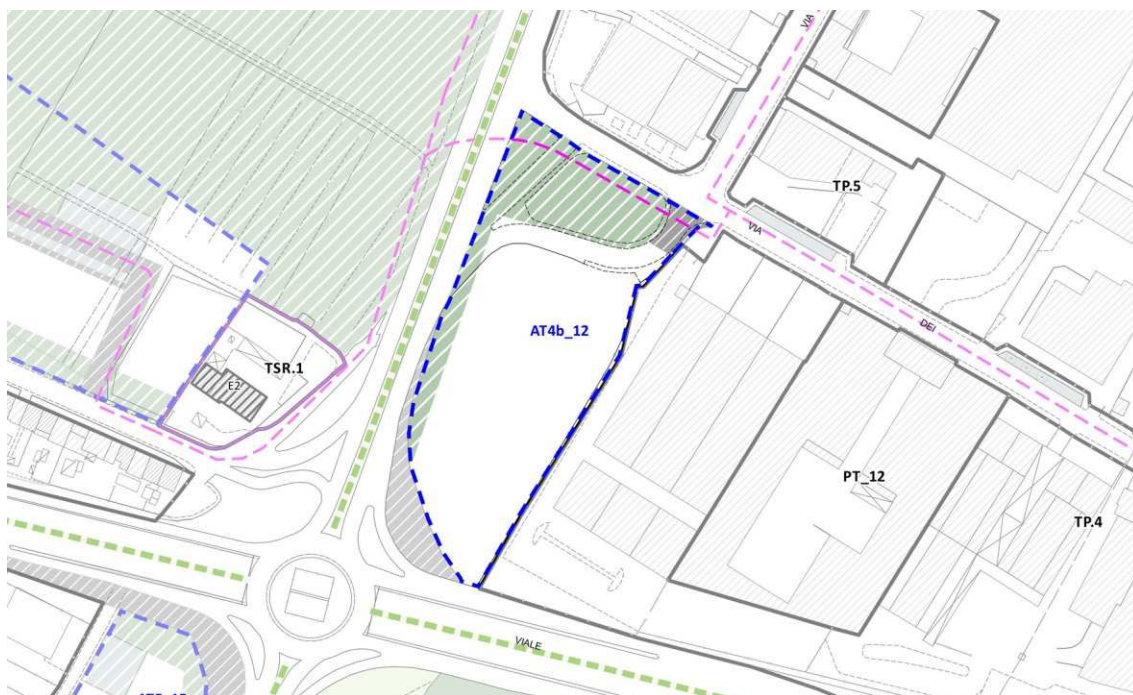 VIA
TP.5
VIA
AT4b_12
DEI
TSR.1
E2
PT_12
TP.4
VIALE